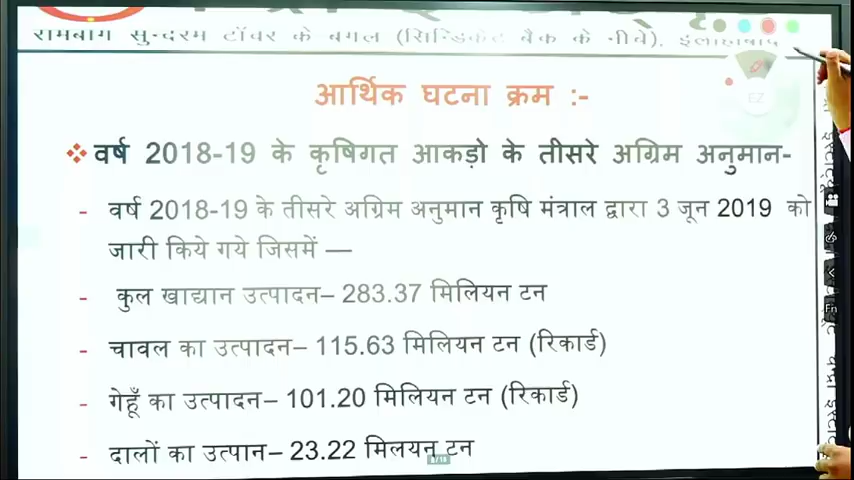 रामबाग सुन्दरम टॉवर के बगल (सिन्डिकेट बैंक के नीचे), इलाहाबाद
आर्थिक घटना क्रम :-
❖ वर्ष 2018-19 के कृषिगत आकड़ो के तीसरे अग्रिम अनुमान-
- वर्ष 2018-19 के तीसरे अग्रिम अनुमान कृषि मंत्राल द्वारा 3 जून 2019 को
जारी किये गये जिसमें —
- कुल खाद्यान उत्पादन– 283.37 मिलियन टन
- चावल का उत्पादन– 115.63 मिलियन टन (रिकार्ड)
- गेहूँ का उत्पादन– 101.20 मिलियन टन (रिकार्ड)
- दालों का उत्पान– 23.22 मिलयन टन
EZ
En